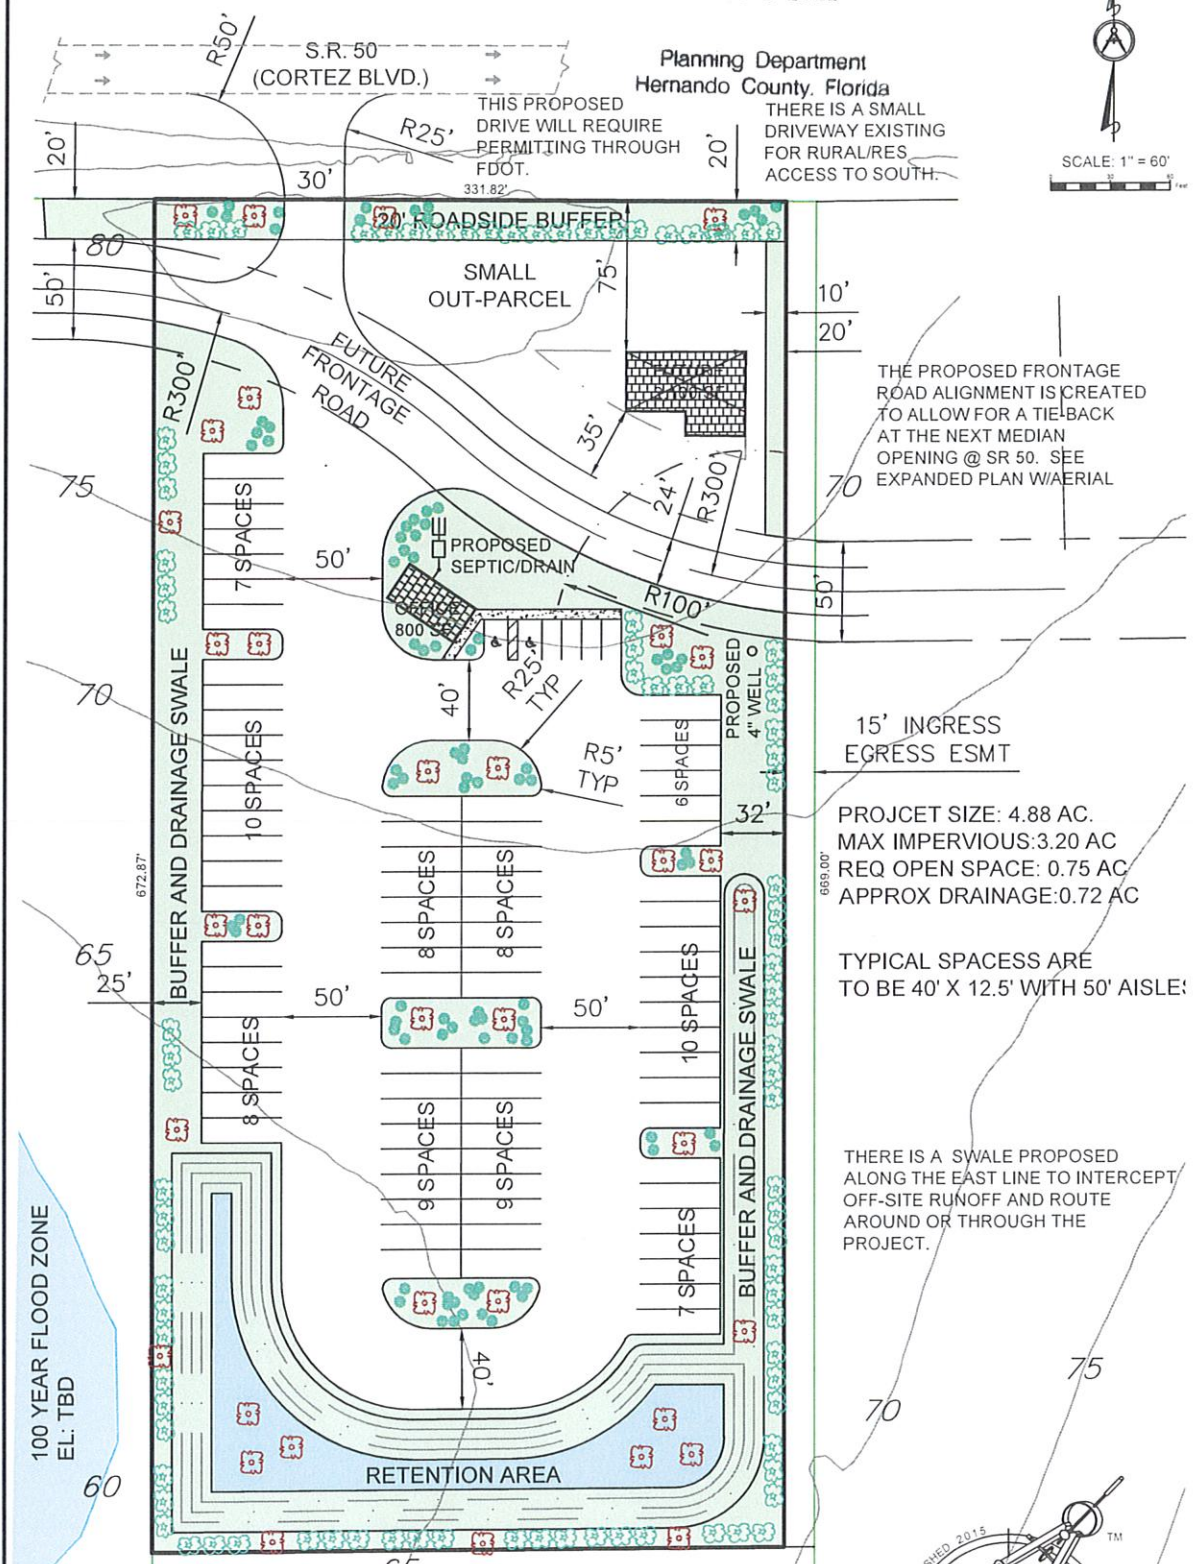 S.R. 50
(CORTEZ BLVD.)
R50'
Planning Department
Hernando County, Florida
THIS PROPOSED
DRIVE WILL REQUIRE
PERMITTING THROUGH
FDOT.
THERE IS A SMALL
DRIVEWAY EXISTING
FOR RURAL/RES
ACCESS TO SOUTH.
SCALE: 1" = 60'
R25'
20'
20'
30'
331.82'
20' ROADSIDE BUFFER
80
50'
SMALL
OUT-PARCEL
75'
10'
20'
R300'
FUTURE
FRONTAGE
ROAD
35'
THE PROPOSED FRONTAGE
ROAD ALIGNMENT IS CREATED
TO ALLOW FOR A TIE-BACK
AT THE NEXT MEDIAN
OPENING @ SR 50. SEE
EXPANDED PLAN W/AERIAL
75
70
7 SPACES
50'
PROPOSED
SEPTIC/DRAIN
24'
R300'
R100'
50'
OFFICE
800 SF
R25'
TYP
40'
PROPOSED
4" WELL
70
10 SPACES
R5'
TYP
6 SPACES
15' INGRESS
EGRESS ESMT
32'
PROJCET SIZE: 4.88 AC.
MAX IMPERVIOUS:3.20 AC
REQ OPEN SPACE: 0.75 AC
APPROX DRAINAGE:0.72 AC
672.87'
669.00'
BUFFER AND DRAINAGE SWALE
8 SPACES
8 SPACES
65
25'
50'
50'
TYPICAL SPACESS ARE
TO BE 40' X 12.5' WITH 50' AISLES
10 SPACES
8 SPACES
BUFFER AND DRAINAGE SWALE
9 SPACES
9 SPACES
7 SPACES
THERE IS A SWALE PROPOSED
ALONG THE EAST LINE TO INTERCEPT
OFF-SITE RUNOFF AND ROUTE
AROUND OR THROUGH THE
PROJECT.
100 YEAR FLOOD ZONE
EL: TBD
40'
75
70
60
RETENTION AREA
65
2015
TM